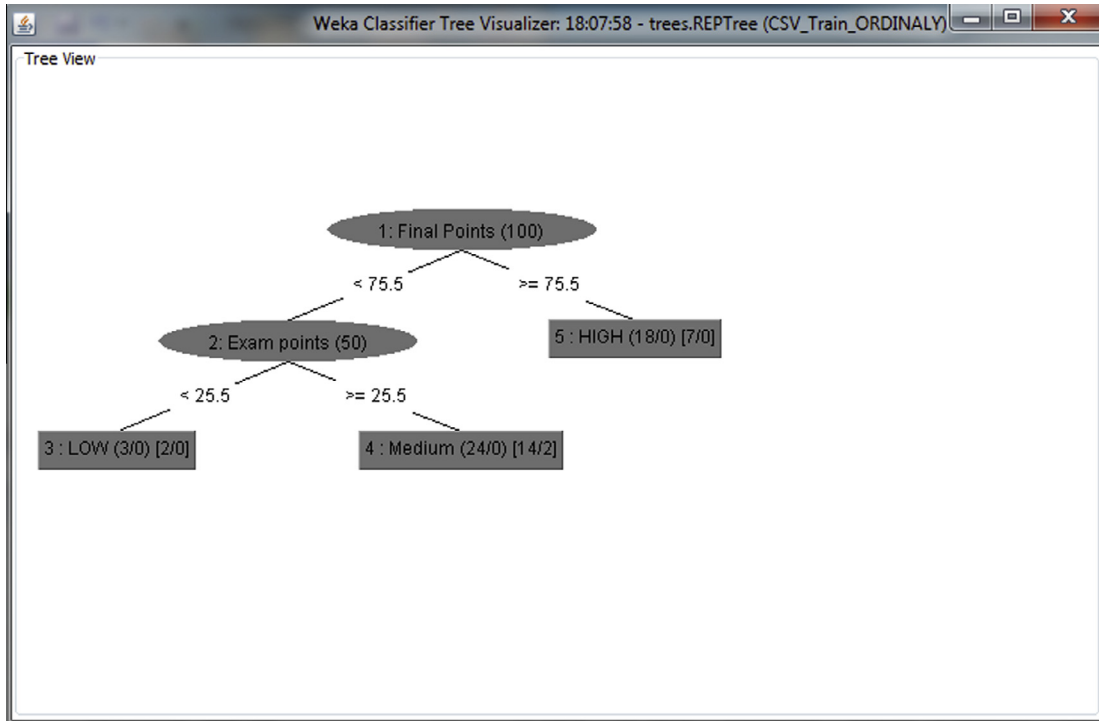 Weka Classifier Tree Visualizer: 18:07:58 - trees.REPTree (CSV_Train_ORDINALY)
Tree View
1: Final Points (100)
< 75.5
>= 75.5
2: Exam points (50)
5 : HIGH (18/0) [7/0]
< 25.5
>= 25.5
3 : LOW (3/0) [2/0]
4 : Medium (24/0) [14/2]